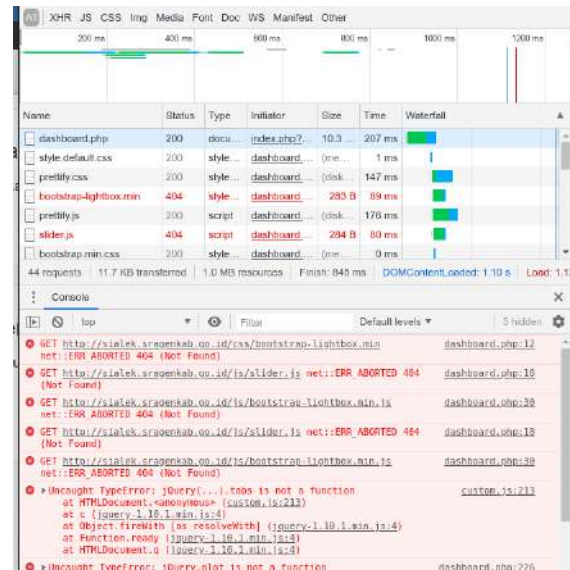 All XHR JS CSS Img Media Font Doc WS Manifest Other
200 ms 400 ms 600 ms 800 ms 1000 ms 1200 ms
Name Status Type Initiator Size Time Waterfall
dashboard.php 200 docu... index.php?... 10.3 ... 207 ms
style.default.css 200 style... dashboard.... (me... 1 ms
prettify.css 200 style... dashboard.... (disk... 147 ms
bootstrap-lightbox.min 404 style... dashboard.... 283 B 89 ms
prettify.js 200 script dashboard.... (disk... 176 ms
slider.js 404 script dashboard.... 284 B 80 ms
bootstrap.min.css 200 style... dashboard.... (me... 0 ms
44 requests 11.7 KB transferred 1.0 MB resources Finish: 845 ms DOMContentLoaded: 1.10 s Load: 1.1
Console
top Filter Default levels ▼ 5 hidden
GET http://sialek.sragenkab.go.id/css/bootstrap-lightbox.min dashboard.php:12
net::ERR_ABORTED 404 (Not Found)
GET http://sialek.sragenkab.go.id/js/slider.js net::ERR_ABORTED 404 dashboard.php:18
(Not Found)
GET http://sialek.sragenkab.go.id/js/bootstrap-lightbox.min.js dashboard.php:30
net::ERR_ABORTED 404 (Not Found)
GET http://sialek.sragenkab.go.id/js/slider.js net::ERR_ABORTED 404 dashboard.php:18
(Not Found)
GET http://sialek.sragenkab.go.id/js/bootstrap-lightbox.min.js dashboard.php:30
net::ERR_ABORTED 404 (Not Found)
▶Uncaught TypeError: jQuery(...).tabs is not a function custom.js:213
at HTMLDocument.<anonymous> (custom.js:213)
at c (jquery-1.10.1.min.js:4)
at Object.fireWith [as resolveWith] (jquery-1.10.1.min.js:4)
at Function.ready (jquery-1.10.1.min.js:4)
at HTMLDocument.q (jquery-1.10.1.min.js:4)
▶Uncaught TypeError: jQuery.plot is not a function dashboard.php:226